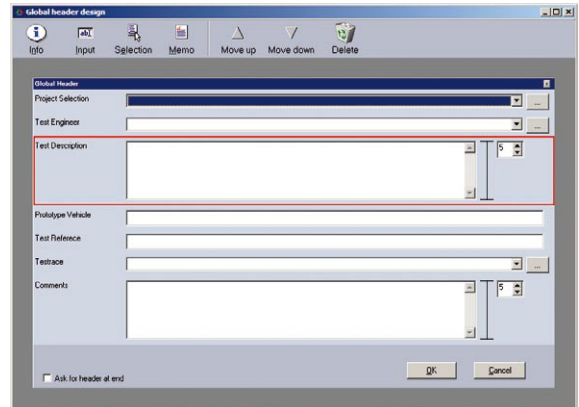 Global header design
Info Input Selection Memo Move up Move down Delete
Global Header
Project Selection ...
Test Engineer ...
Test Description 5
Prototype Vehicle
Test Referece
Testrace ...
Comments 5
Ask for header at end OK Cancel